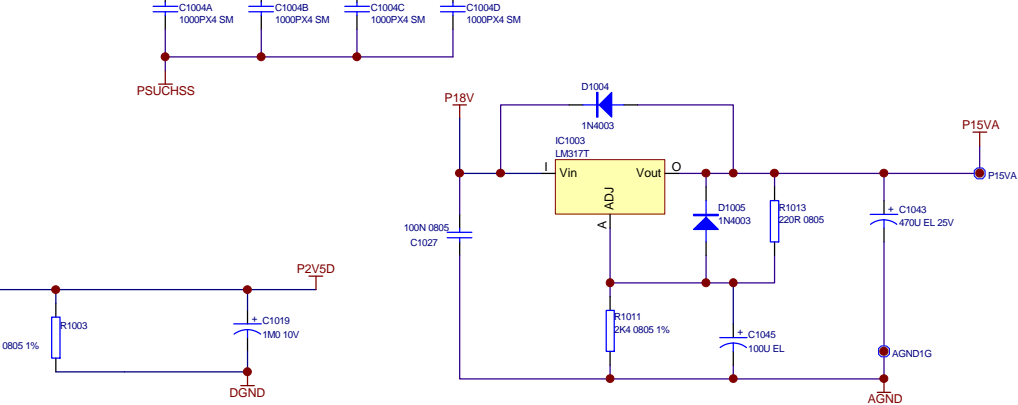 C1004A
1000PX4 SM
C1004B
1000PX4 SM
C1004C
1000PX4 SM
C1004D
1000PX4 SM
PSUCHSS
P18V
D1004
1N4003
P15VA
IC1003
LM317T
I
Vin
Vout
O
ADJ
A
P15VA
D1005
1N4003
R1013
220R 0805
+
C1043
470U EL 25V
100N 0805
C1027
P2V5D
R1003
0805 1%
+
C1019
1M0 10V
DGND
R1011
2K4 0805 1%
+
C1045
100U EL
AGND1G
AGND